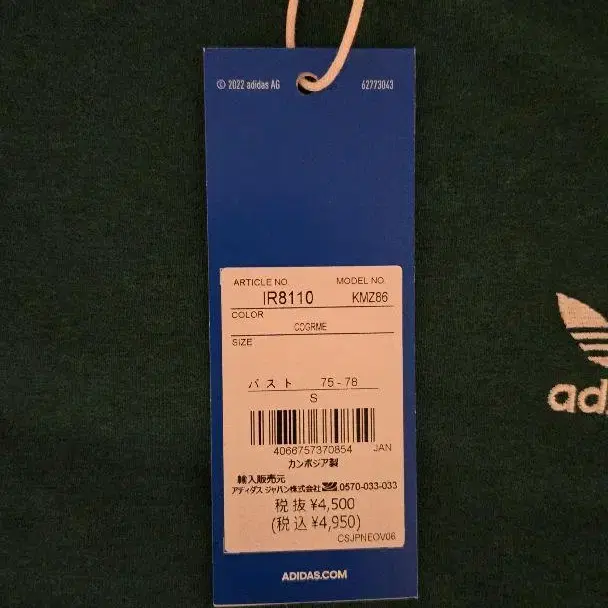 © 2022 adidas AG 62773043
ARTICLE NO. MODEL NO.
IR8110 KMZ86
COLOR
COGRME
SIZE
バスト 75 - 78
S
4066757370854 JAN
カンボジア製
輸入販売元
アディダス ジャパン株式会社 0570-033-033
税抜 ¥4,500
(税込 ¥4,950)
CSJPNEOV06
ADIDAS.COM
ad